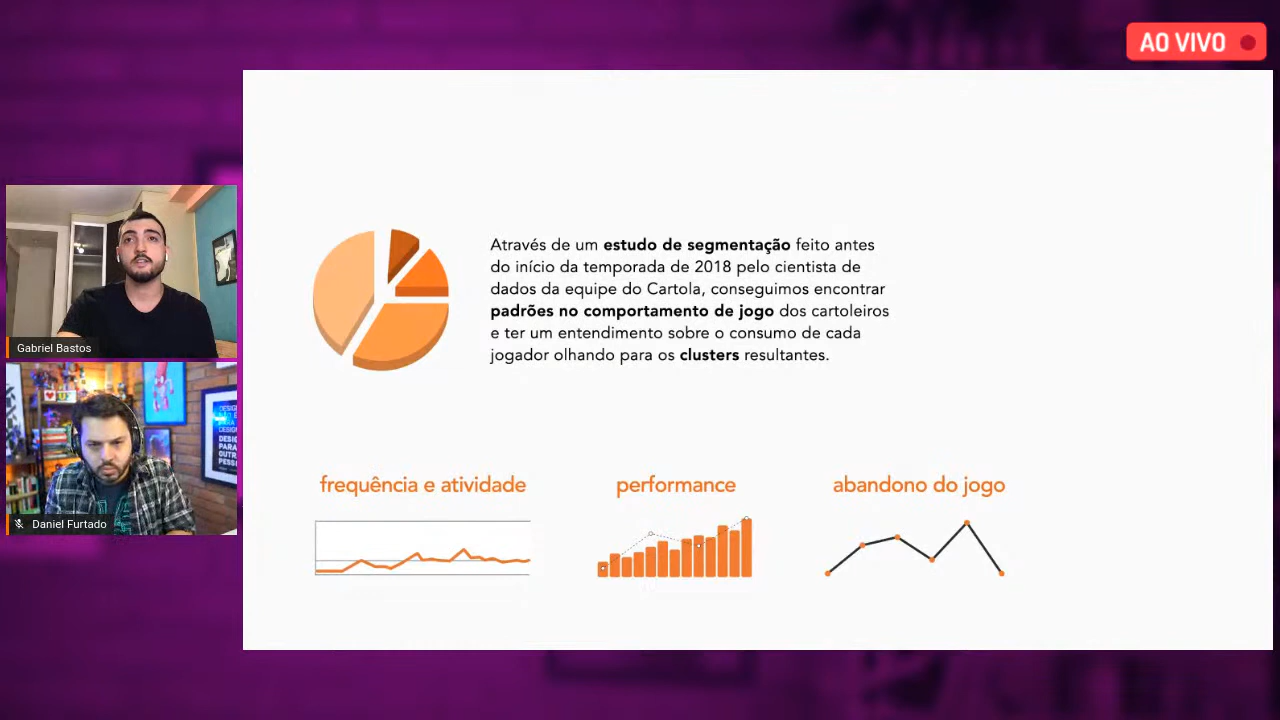 AO VIVO
Através de um estudo de segmentação feito antes
do início da temporada de 2018 pelo cientista de
dados da equipe do Cartola, conseguimos encontrar
padrões no comportamento de jogo dos cartoleiros
e ter um entendimento sobre o consumo de cada
jogador olhando para os clusters resultantes.
frequência e atividade
performance
abandono do jogo
Gabriel Bastos
Daniel Furtado
DESIGN
PARA